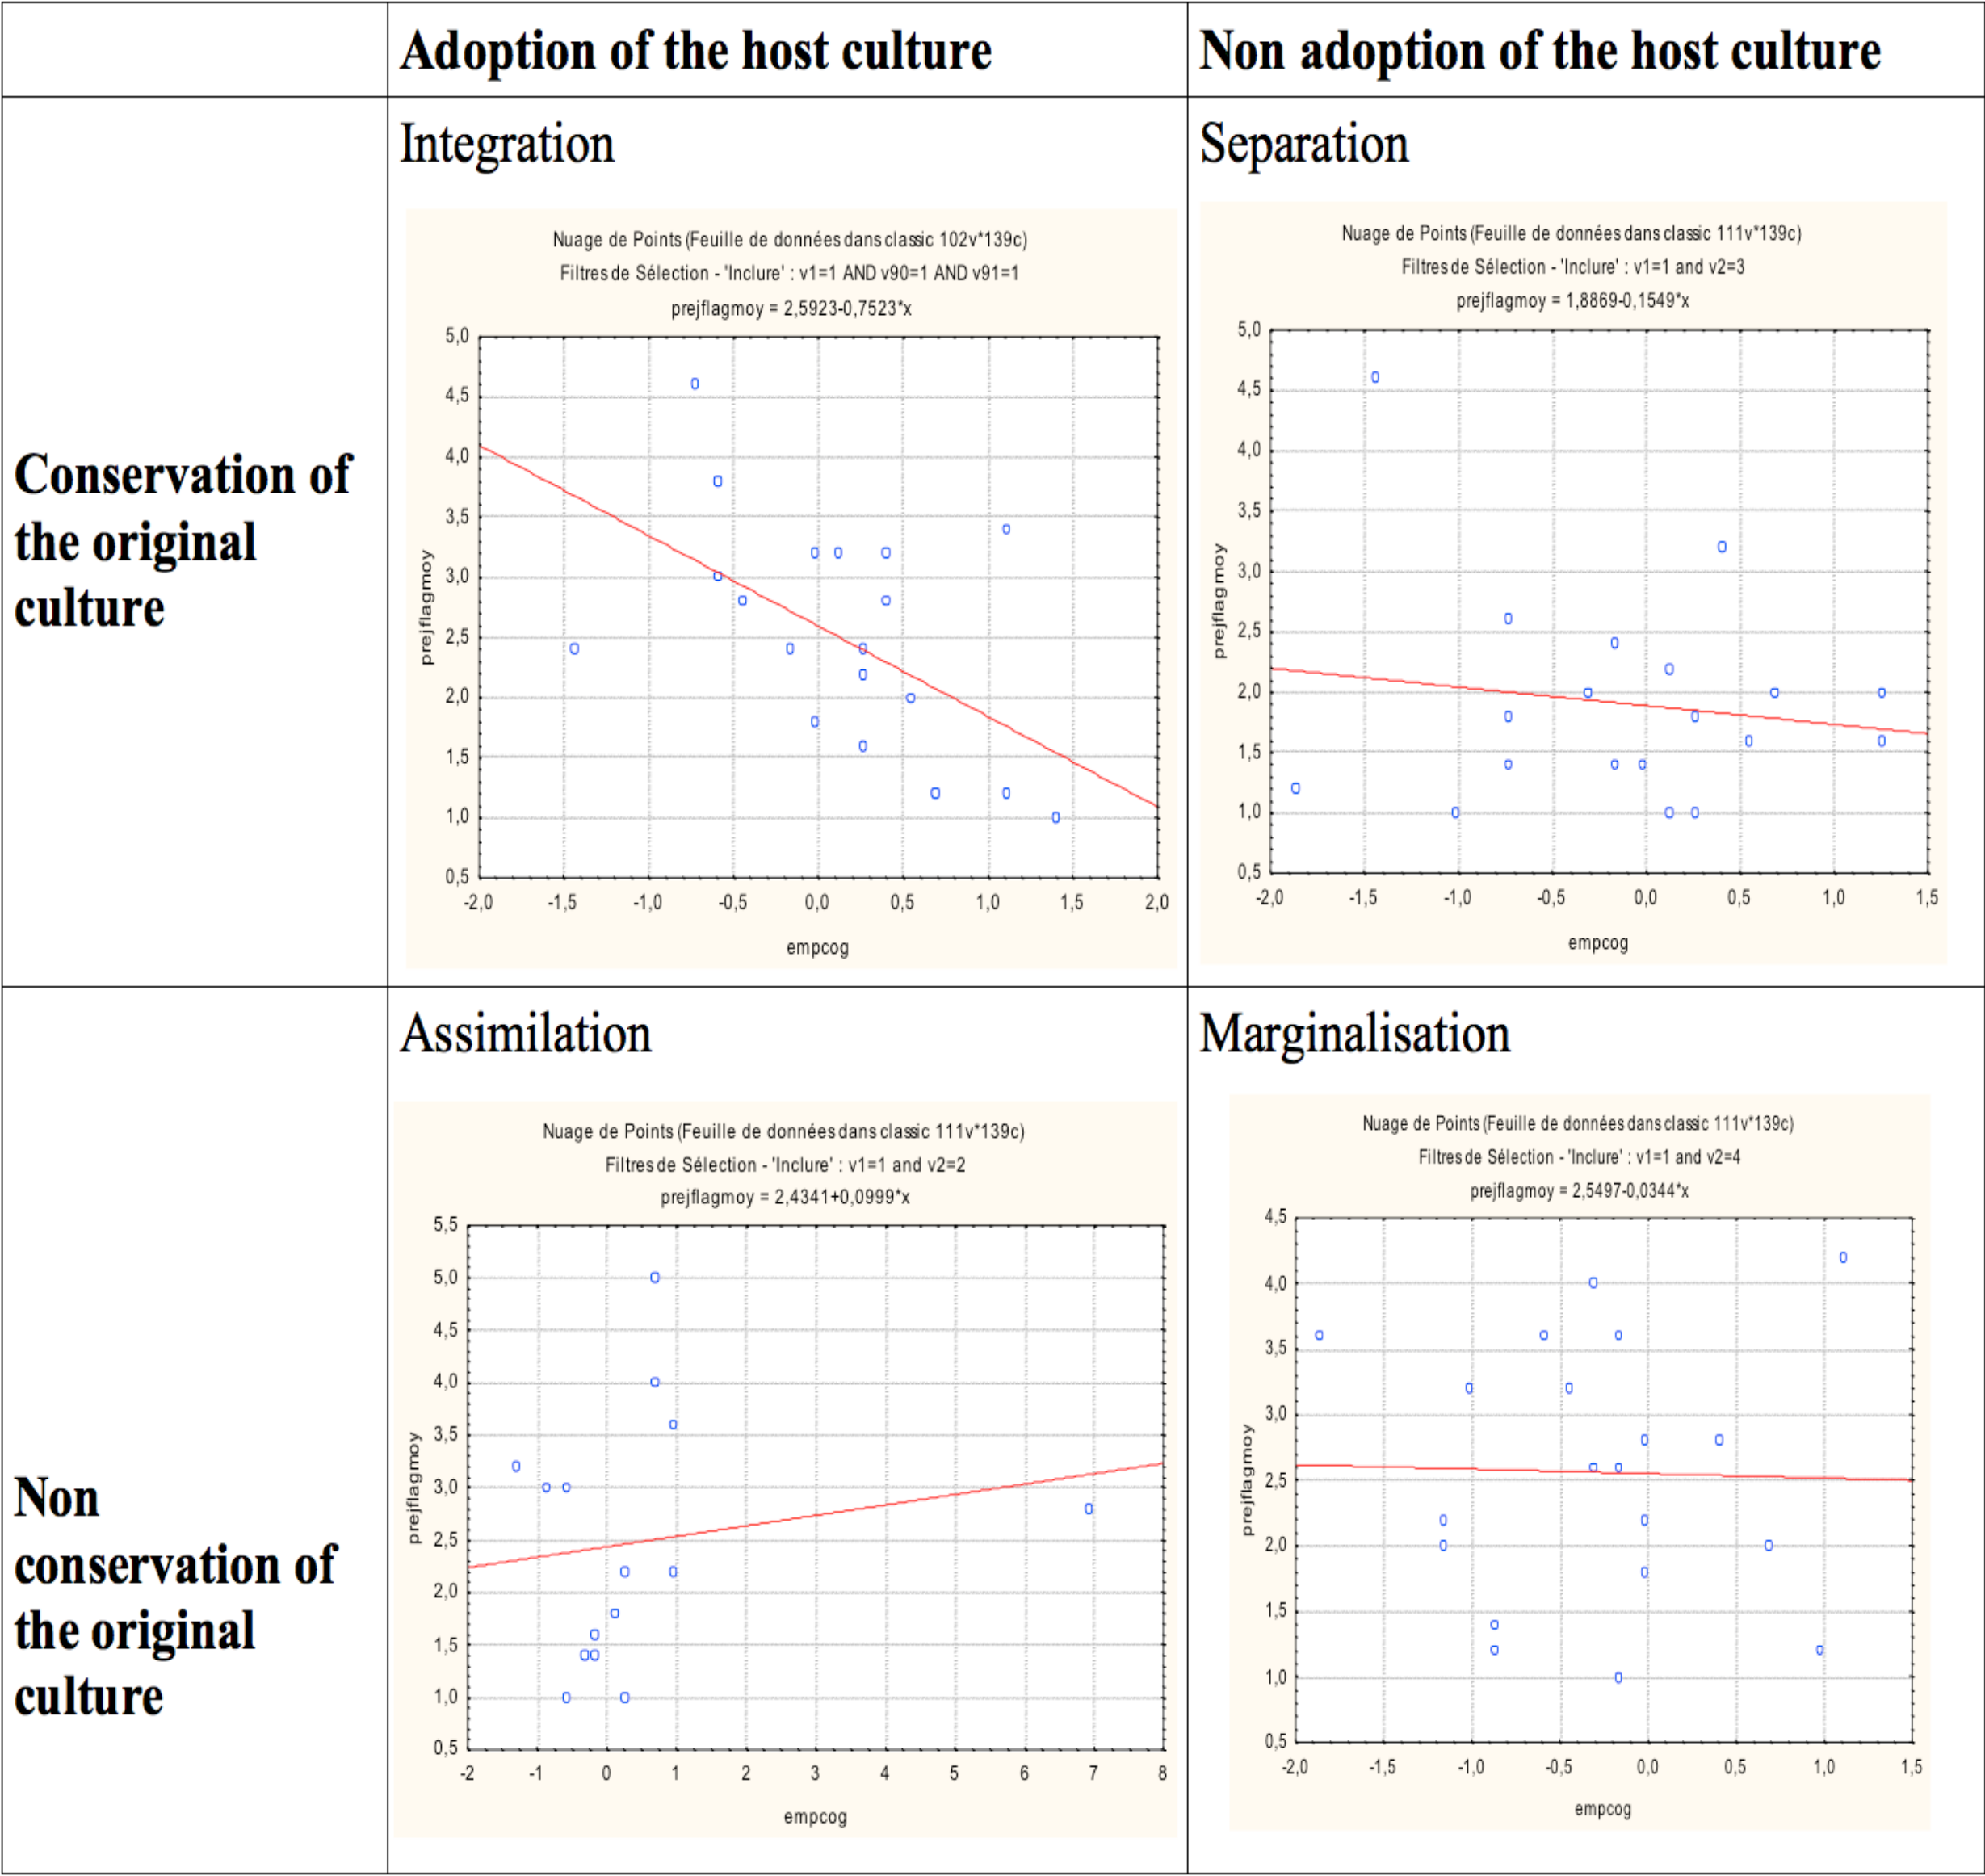 Adoption of the host culture
Non adoption of the host culture
Conservation of
the original
culture
Integration
Nuage de Points (Feuille de données dans classic 102v*139c)
Filtres de Sélection - 'Inclure' : v1=1 AND v90=1 AND v91=1
prejflagmoy = 2,5923-0,7523*x
5,0
4,5
4,0
3,5
3,0
2,5
2,0
1,5
1,0
0,5
prejflagmoy
-2,0 -1,5 -1,0 -0,5 0,0 0,5 1,0 1,5 2,0
empcog
Separation
Nuage de Points (Feuille de données dans classic 111v*139c)
Filtres de Sélection - 'Inclure' : v1=1 and v2=3
prejflagmoy = 1,8869-0,1549*x
5,0
4,5
4,0
3,5
3,0
2,5
2,0
1,5
1,0
0,5
prejflagmoy
-2,0 -1,5 -1,0 -0,5 0,0 0,5 1,0 1,5
empcog
Non
conservation of
the original
culture
Assimilation
Nuage de Points (Feuille de données dans classic 111v*139c)
Filtres de Sélection - 'Inclure' : v1=1 and v2=2
prejflagmoy = 2,4341+0,0999*x
5,5
5,0
4,5
4,0
3,5
3,0
2,5
2,0
1,5
1,0
0,5
prejflagmoy
-2 -1 0 1 2 3 4 5 6 7 8
empcog
Marginalisation
Nuage de Points (Feuille de données dans classic 111v*139c)
Filtres de Sélection - 'Inclure' : v1=1 and v2=4
prejflagmoy = 2,5497-0,0344*x
4,5
4,0
3,5
3,0
2,5
2,0
1,5
1,0
0,5
prejflagmoy
-2,0 -1,5 -1,0 -0,5 0,0 0,5 1,0 1,5
empcog